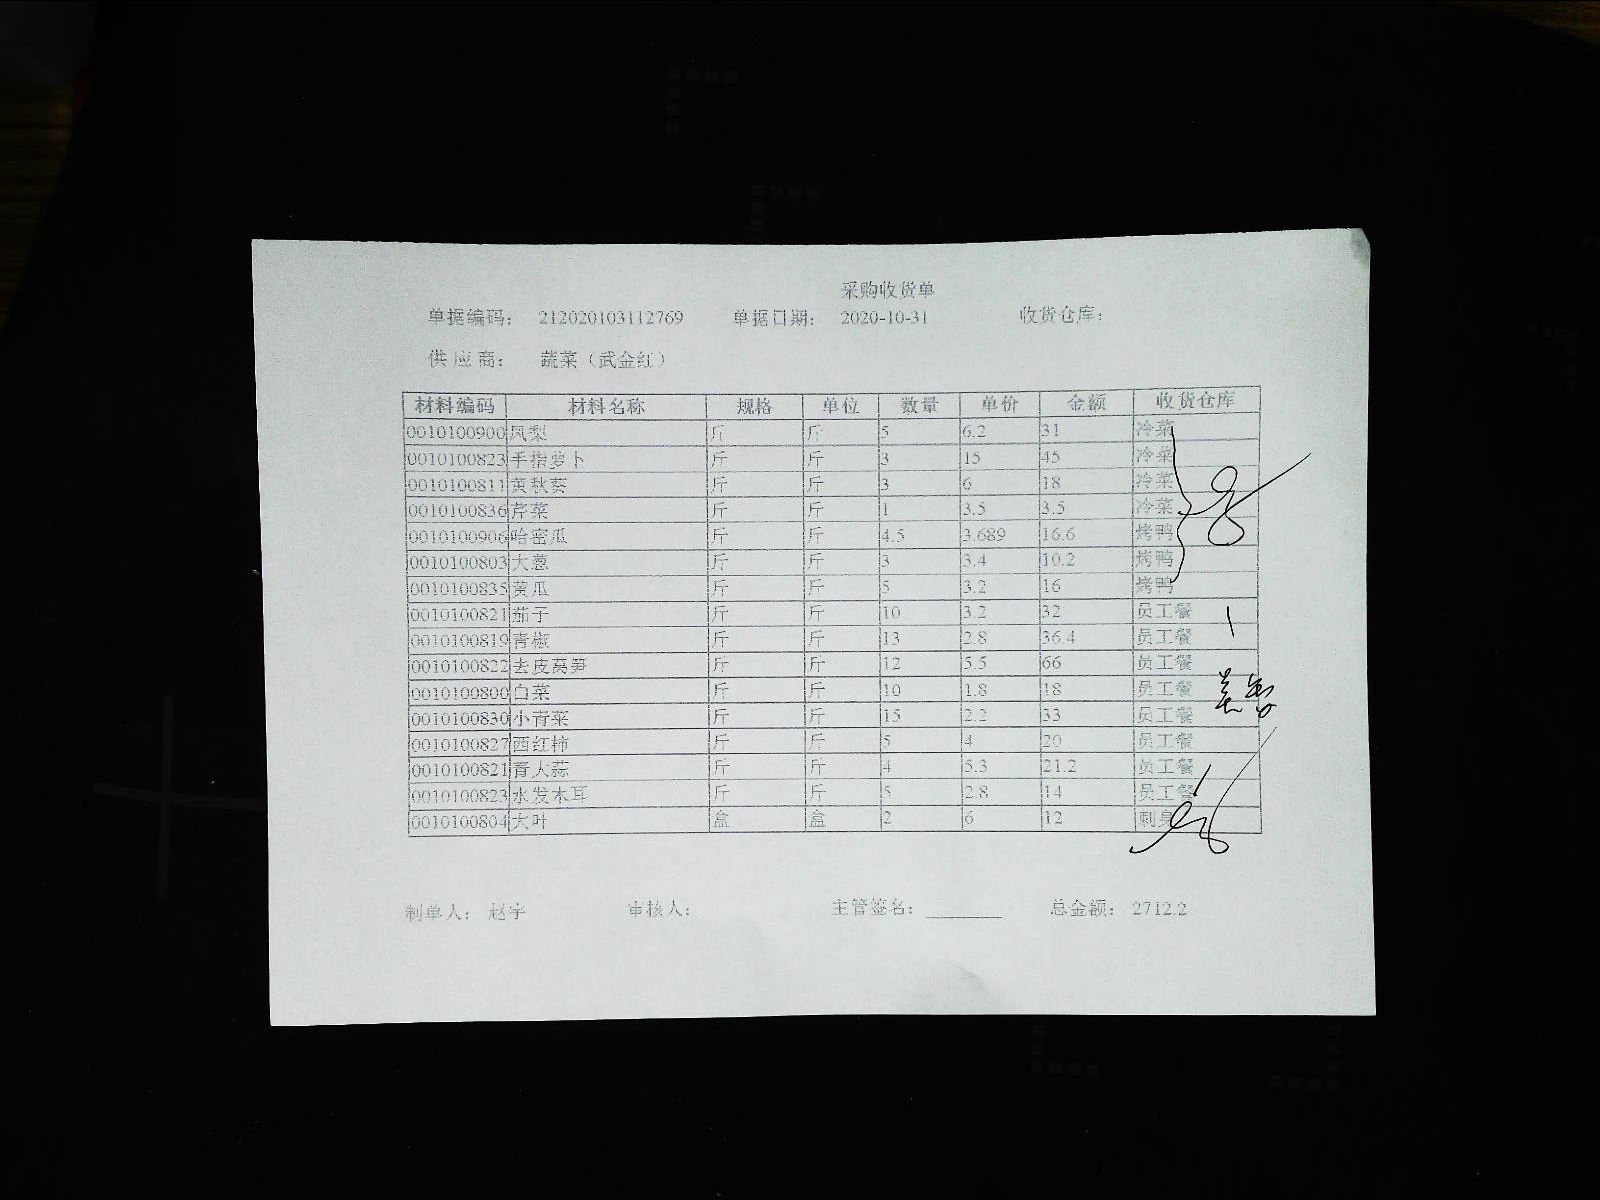 采购收货单
单据编码： 212020103112769 单据日期： 2020-10-31 收货仓库：
供 应 商： 蔬菜（武金红）
材料编码 材料名称 规格 单位 数量 单价 金额 收货仓库
0010100900 凤梨 斤 斤 5 6.2 31 冷菜
0010100823 手指萝卜 斤 斤 3 15 45 冷菜
0010100811 黄秋葵 斤 斤 3 6 18 冷菜
0010100836 芹菜 斤 斤 1 3.5 3.5 冷菜
0010100906 哈密瓜 斤 斤 4.5 3.689 16.6 烤鸭
0010100803 大葱 斤 斤 3 3.4 10.2 烤鸭
0010100835 黄瓜 斤 斤 5 3.2 16 烤鸭
0010100821 茄子 斤 斤 10 3.2 32 员工餐
0010100819 青椒 斤 斤 13 2.8 36.4 员工餐
0010100822 去皮莴笋 斤 斤 12 5.5 66 员工餐
0010100800 白菜 斤 斤 10 1.8 18 员工餐
0010100830 小青菜 斤 斤 15 2.2 33 员工餐
0010100827 西红柿 斤 斤 5 4 20 员工餐
0010100821 青大蒜 斤 斤 4 5.3 21.2 员工餐
0010100823 水发木耳 斤 斤 5 2.8 14 员工餐
0010100804 大叶 盒 盒 2 6 12 刺身
制单人： 赵宇 审核人： 主管签名： 总金额： 2712.2